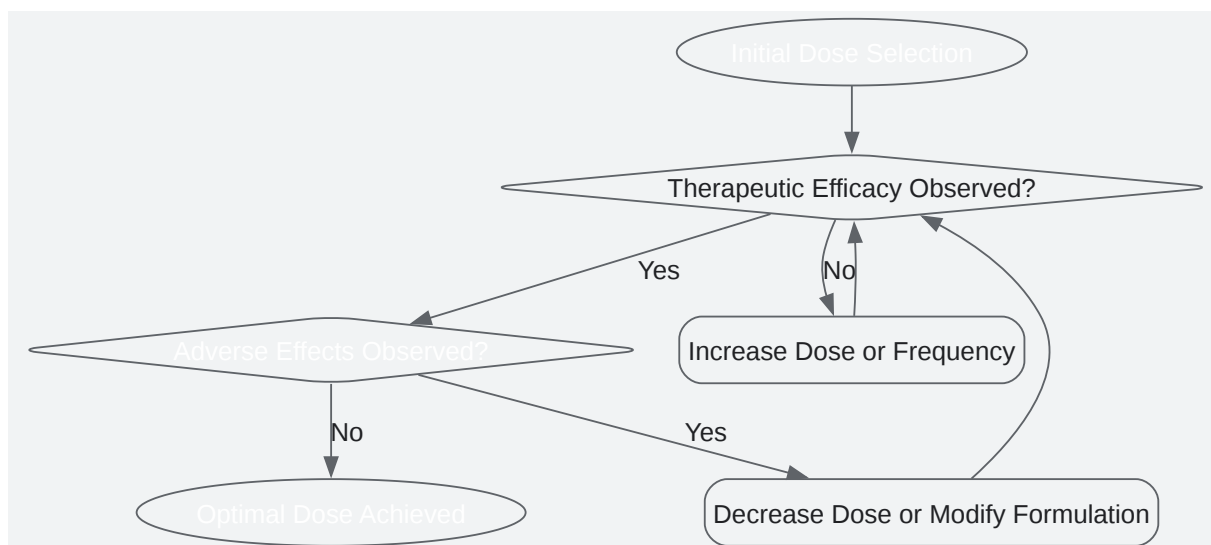 Initial Dose Selection
Therapeutic Efficacy Observed?
Yes
No
Adverse Effects Observed?
Increase Dose or Frequency
No
Yes
Optimal Dose Achieved
Decrease Dose or Modify Formulation